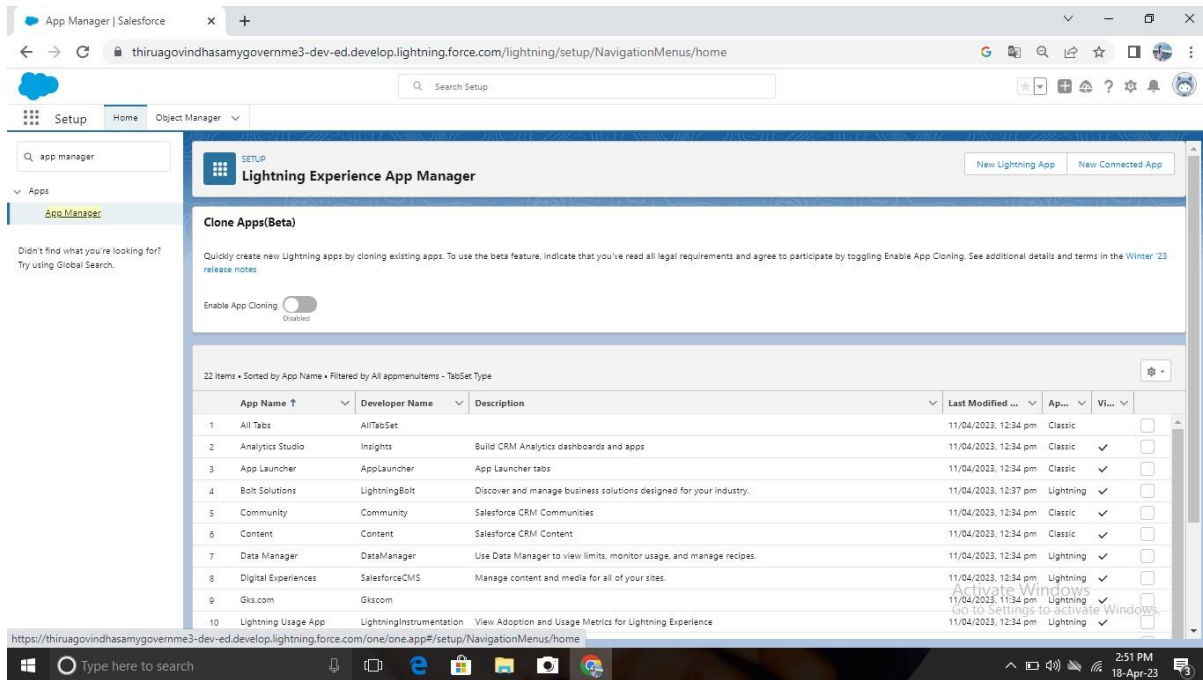 App Manager | Salesforce
thiruagovindhasamygovernme3-dev-ed.develop.lightning.force.com/lightning/setup/NavigationMenus/home
Search Setup
Setup Home Object Manager
app manager
Apps
App Manager
Didn't find what you're looking for?
Try using Global Search.
SETUP
Lightning Experience App Manager
New Lightning App New Connected App
Clone Apps(Beta)
Quickly create new Lightning apps by cloning existing apps. To use the beta feature, indicate that you've read all legal requirements and agree to participate by toggling Enable App Cloning. See additional details and terms in the Winter '23
release notes
Enable App Cloning
Disabled
22 items • Sorted by App Name • Filtered by All appmenuitems - TabSet Type
App Name ↑ Developer Name Description Last Modified ... Ap... Vi...
1 All Tabs AllTabSet 11/04/2023, 12:34 pm Classic
2 Analytics Studio Insights Build CRM Analytics dashboards and apps 11/04/2023, 12:34 pm Classic
3 App Launcher AppLauncher App Launcher tabs 11/04/2023, 12:34 pm Classic
4 Bolt Solutions LightningBolt Discover and manage business solutions designed for your industry. 11/04/2023, 12:37 pm Lightning
5 Community Community Salesforce CRM Communities 11/04/2023, 12:34 pm Classic
6 Content Content Salesforce CRM Content 11/04/2023, 12:34 pm Classic
7 Data Manager DataManager Use Data Manager to view limits, monitor usage, and manage recipes. 11/04/2023, 12:34 pm Lightning
8 Digital Experiences SalesforceCMS Manage content and media for all of your sites. 11/04/2023, 12:34 pm Lightning
9 Gks.com Gkscom 11/04/2023, 11:34 pm Lightning
10 Lightning Usage App LightningInstrumentation View Adoption and Usage Metrics for Lightning Experience 11/04/2023, 12:34 pm Lightning
Activate Windows
Go to Settings to activate Windows.
https://thiruagovindhasamygovernme3-dev-ed.develop.lightning.force.com/one/one.app#/setup/NavigationMenus/home
Type here to search
2:51 PM
18-Apr-23
3